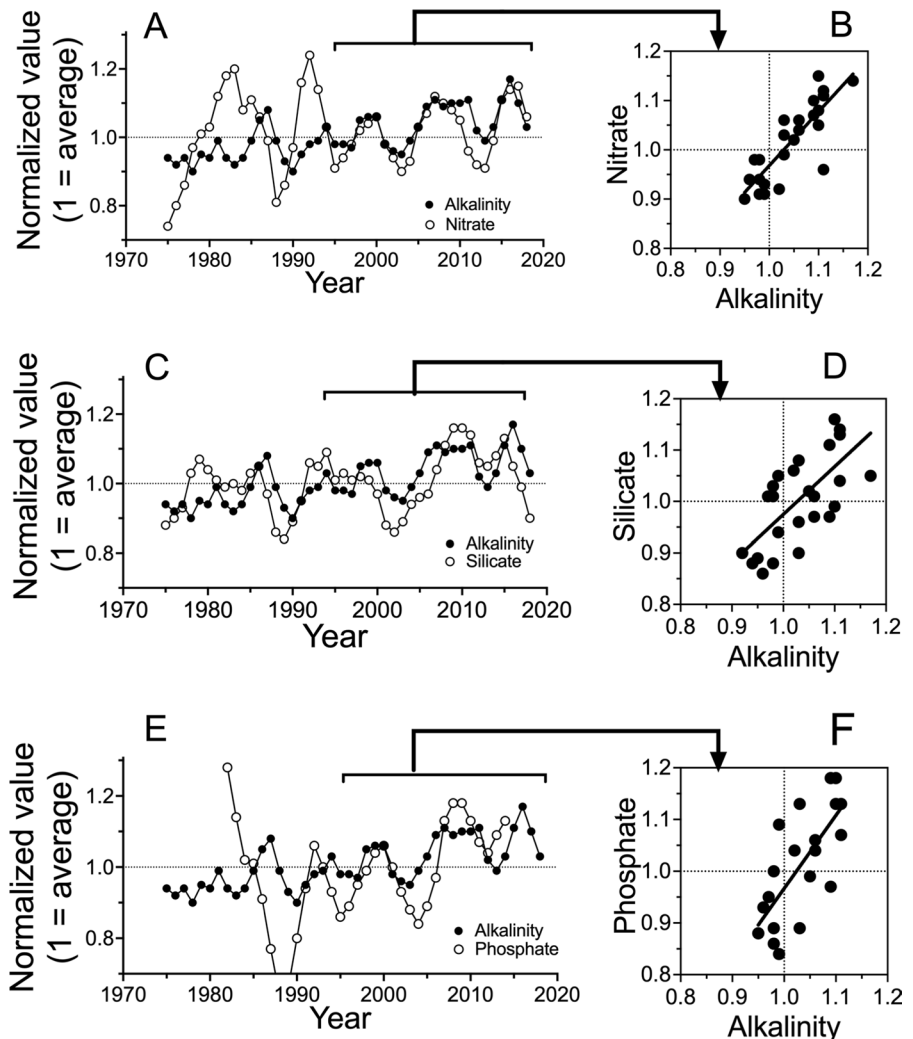 A
Normalized value
(1 = average)
1.2
1.0
0.8
Alkalinity
Nitrate
1970 1980 1990 2000 2010 2020
Year
B
Nitrate
1.2
1.1
1.0
0.9
0.8
0.8 0.9 1.0 1.1 1.2
Alkalinity
C
Normalized value
(1 = average)
1.2
1.0
0.8
Alkalinity
Silicate
1970 1980 1990 2000 2010 2020
Year
D
Silicate
1.2
1.1
1.0
0.9
0.8
0.8 0.9 1.0 1.1 1.2
Alkalinity
E
Normalized value
(1 = average)
1.2
1.0
0.8
Alkalinity
Phosphate
1970 1980 1990 2000 2010 2020
Year
F
Phosphate
1.2
1.1
1.0
0.9
0.8
0.8 0.9 1.0 1.1 1.2
Alkalinity